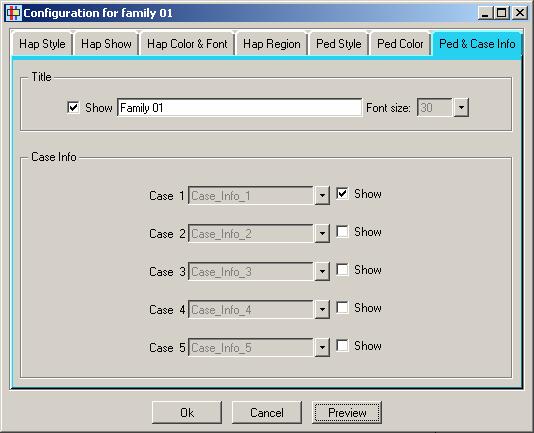 Configuration for family 01
Hap Style Hap Show Hap Color & Font Hap Region Ped Style Ped Color Ped & Case Info
Title
Show Family 01 Font size: 30
Case Info
Case 1 Case_Info_1 Show
Case 2 Case_Info_2 Show
Case 3 Case_Info_3 Show
Case 4 Case_Info_4 Show
Case 5 Case_Info_5 Show
Ok Cancel Preview